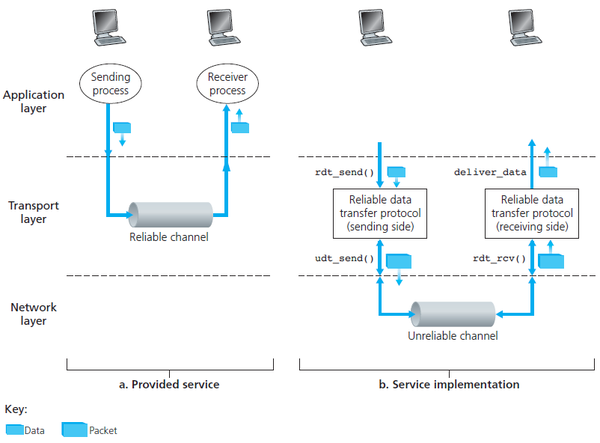 Sending
process
Receiver
process
Application
layer
rdt_send()
deliver_data
Transport
layer
Reliable channel
Reliable data
transfer protocol
(sending side)
Reliable data
transfer protocol
(receiving side)
udt_send()
rdt_rcv()
Network
layer
Unreliable channel
a. Provided service
b. Service implementation
Key:
Data
Packet